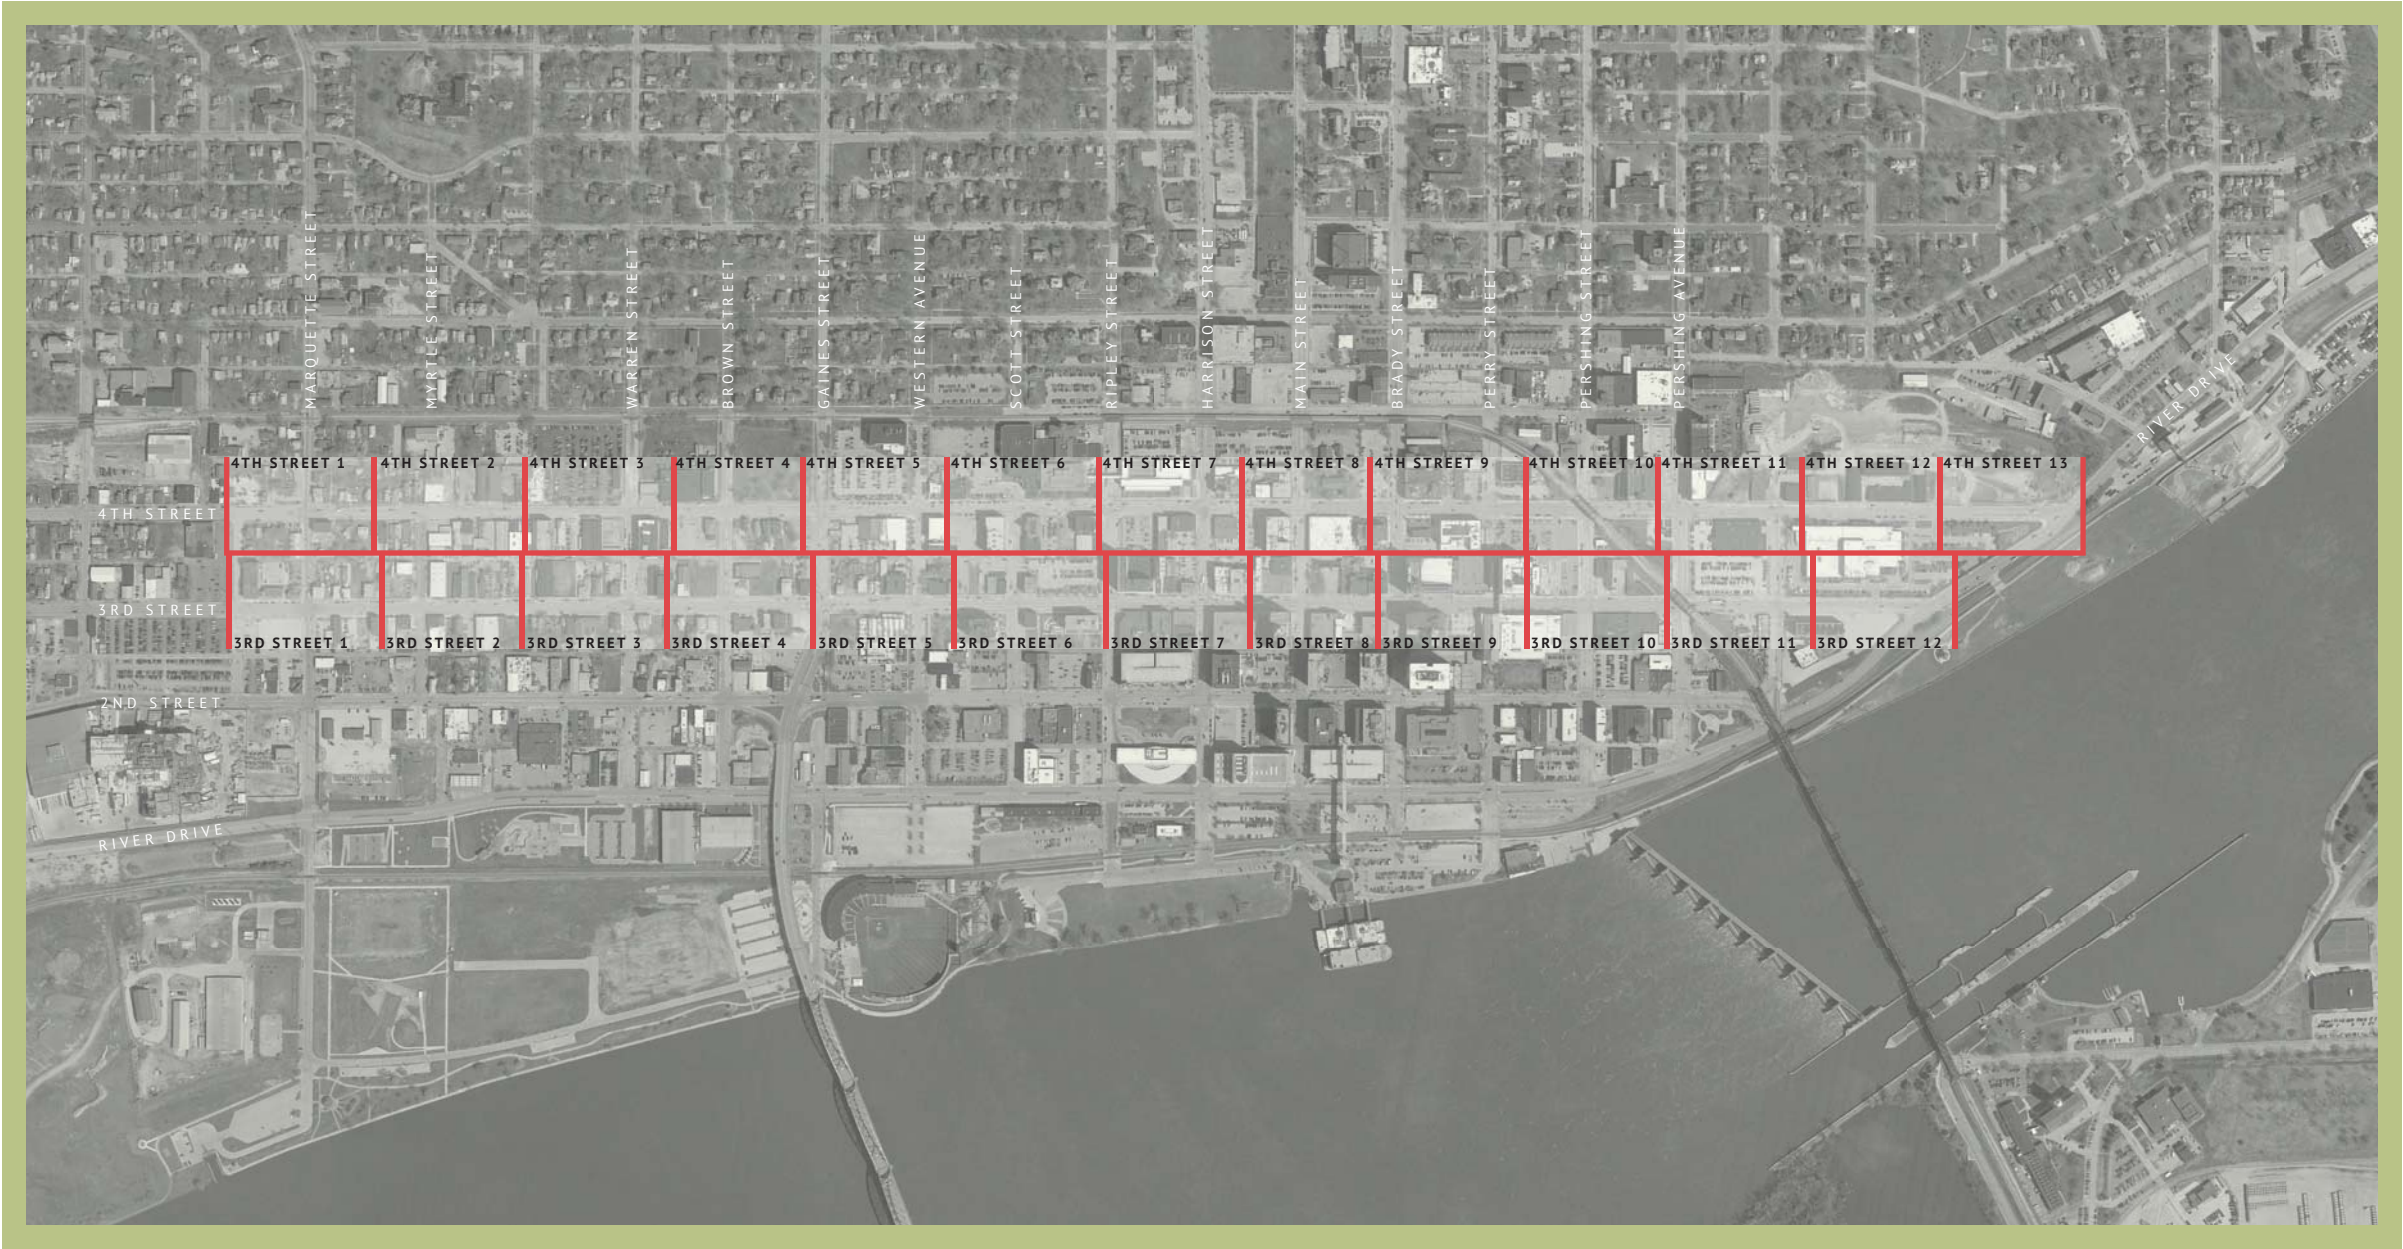 MARQUETTE STREET
MYRTLE STREET
WARREN STREET
BROWN STREET
GAINES STREET
WESTERN AVENUE
SCOTT STREET
RIPLEY STREET
HARRISON STREET
MAIN STREET
BRADY STREET
PERRY STREET
PERSHING STREET
PERSHING AVENUE
RIVER DRIVE
4TH STREET 1
4TH STREET 2
4TH STREET 3
4TH STREET 4
4TH STREET 5
4TH STREET 6
4TH STREET 7
4TH STREET 8
4TH STREET 9
4TH STREET 10
4TH STREET 11
4TH STREET 12
4TH STREET 13
4TH STREET
3RD STREET
3RD STREET 1
3RD STREET 2
3RD STREET 3
3RD STREET 4
3RD STREET 5
3RD STREET 6
3RD STREET 7
3RD STREET 8
3RD STREET 9
3RD STREET 10
3RD STREET 11
3RD STREET 12
2ND STREET
RIVER DRIVE